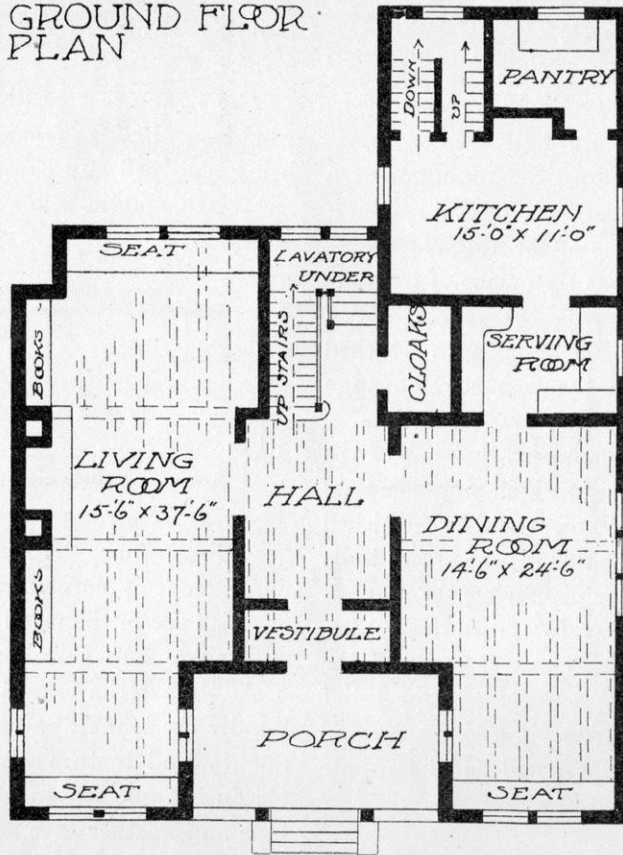 GROUND FLOOR
PLAN
DOWN
UP
PANTRY
KITCHEN
15'-0" X 11'-0"
SEAT
LAVATORY
UNDER
BOOKS
UP STAIRS
CLOAKS
SERVING
ROOM
LIVING
ROOM
15'-6" X 37'-6"
HALL
DINING
ROOM
14'-6" X 24'-6"
BOOKS
VESTIBULE
PORCH
SEAT
SEAT